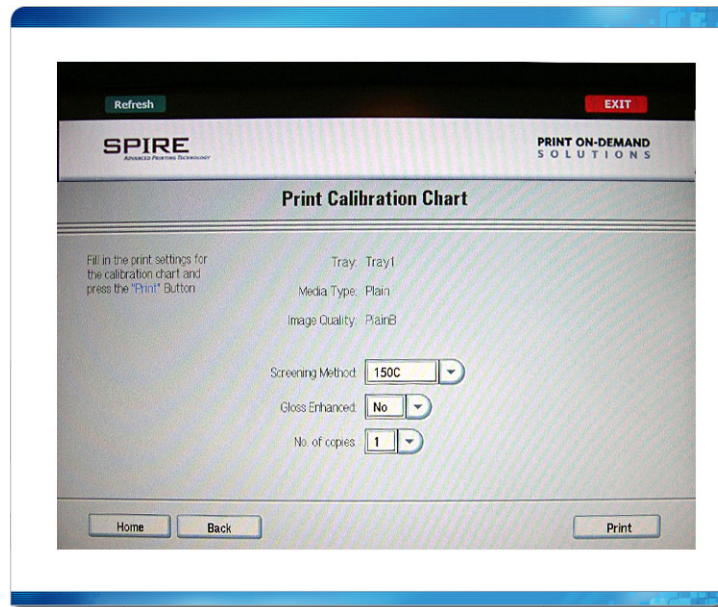 Refresh
EXIT
SPIRE
ADVANCED PRINTING TECHNOLOGY
PRINT ON-DEMAND
SOLUTIONS
Print Calibration Chart
Fill in the print settings for
the calibration chart and
press the "Print" Button
Tray: Tray1
Media Type: Plain
Image Quality: PlainB
Screening Method: 150C
Gloss Enhanced: No
No. of copies 1
Home
Back
Print